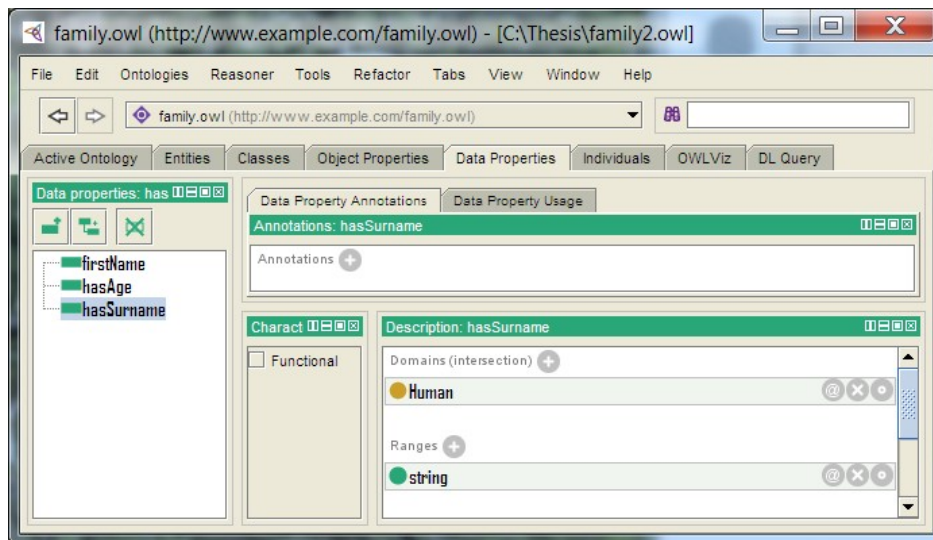 family.owl (http://www.example.com/family.owl) - [C:\Thesis\family2.owl]
File Edit Ontologies Reasoner Tools Refactor Tabs View Window Help
family.owl (http://www.example.com/family.owl)
Active Ontology Entities Classes Object Properties Data Properties Individuals OWLViz DL Query
Data properties: has
firstName
hasAge
hasSurname
Data Property Annotations Data Property Usage
Annotations: hasSurname
Annotations
Charact
Functional
Description: hasSurname
Domains (intersection)
Human
Ranges
string